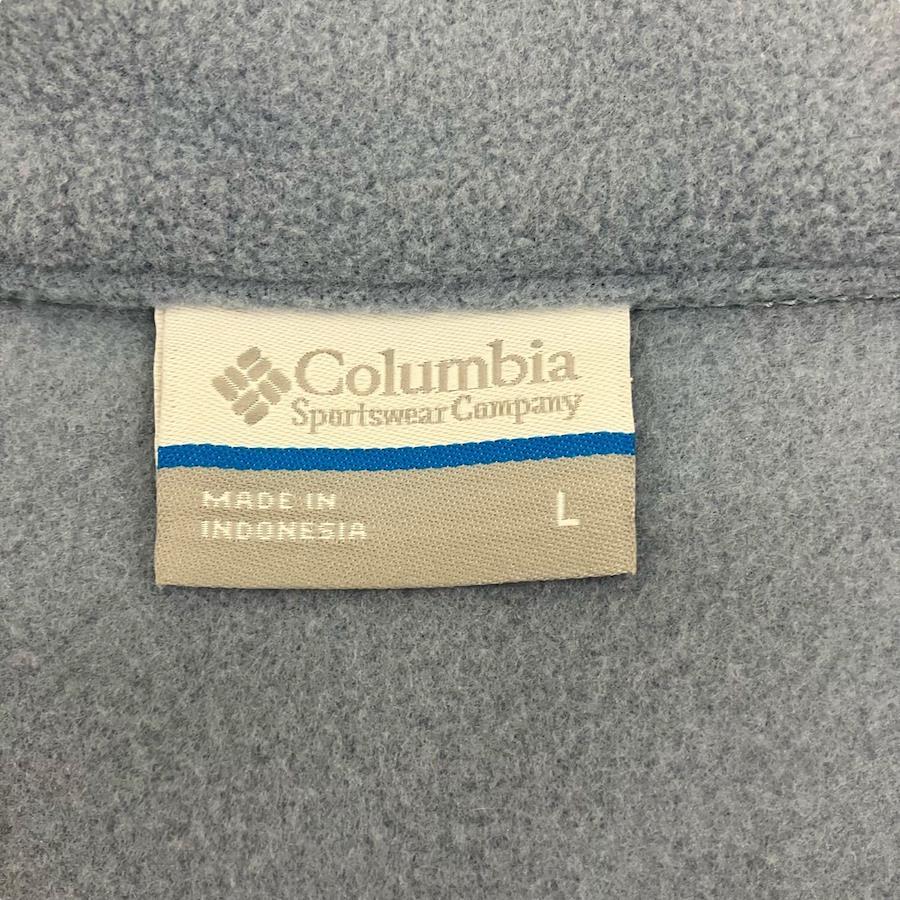 Columbia
Sportswear Company
MADE IN
INDONESIA
L